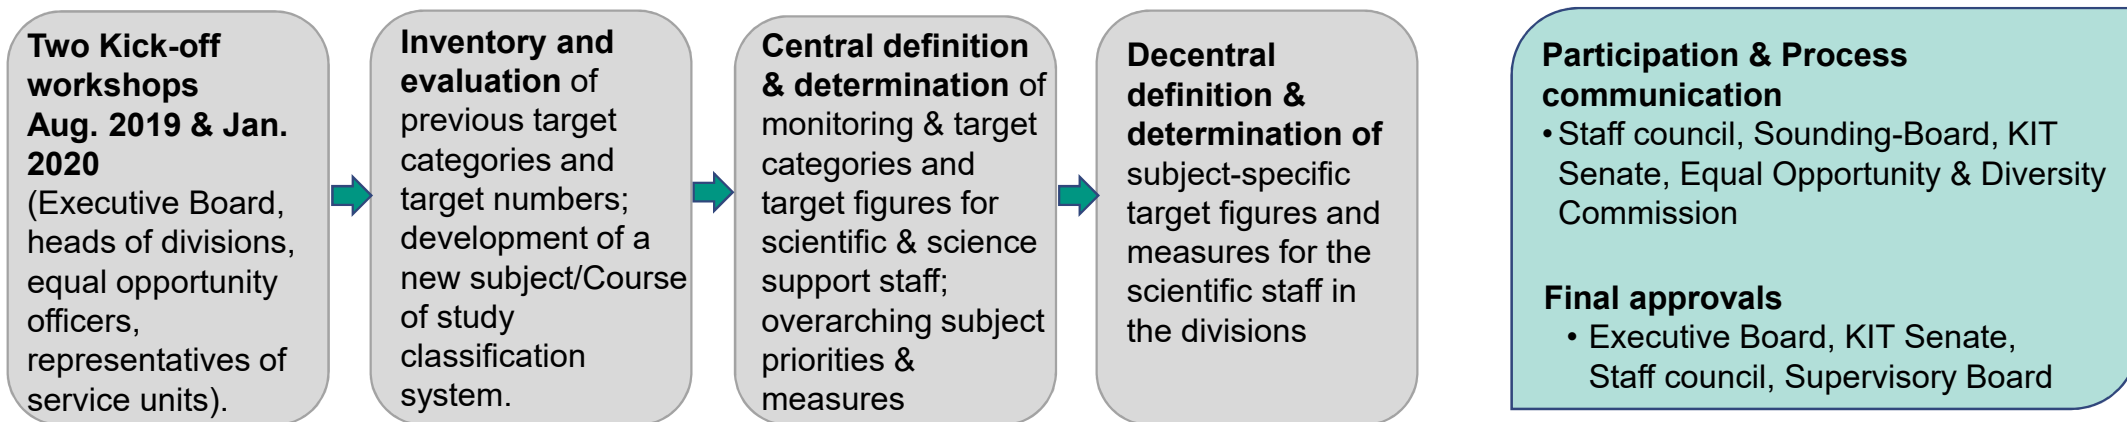 Two Kick-off
workshops
Aug. 2019 & Jan.
2020
(Executive Board,
heads of divisions,
equal opportunity
officers,
representatives of
service units).
Inventory and
evaluation of
previous target
categories and
target numbers;
development of a
new subject/Course
of study
classification
system.
Central definition
& determination of
monitoring & target
categories and
target figures for
scientific & science
support staff;
overarching subject
priorities &
measures
Decentral
definition &
determination of
subject-specific
target figures and
measures for the
scientific staff in
the divisions
Participation & Process
communication
• Staff council, Sounding-Board, KIT
Senate, Equal Opportunity & Diversity
Commission
Final approvals
• Executive Board, KIT Senate,
Staff council, Supervisory Board